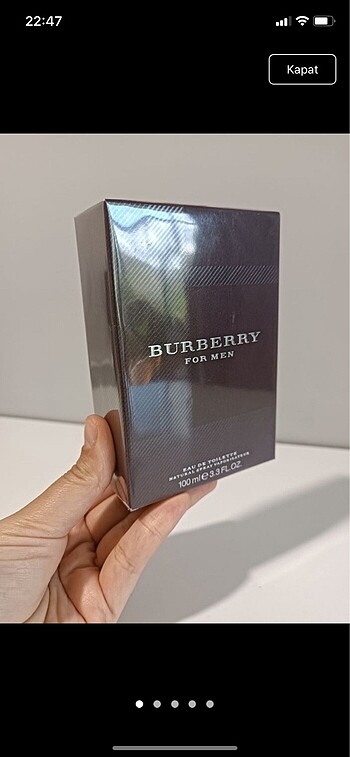 22:47
Kapat
BURBERRY
FOR MEN
EAU DE TOILETTE
NATURAL SPRAY VAPORISATEUR
100 ml e 3.3 FL.OZ.